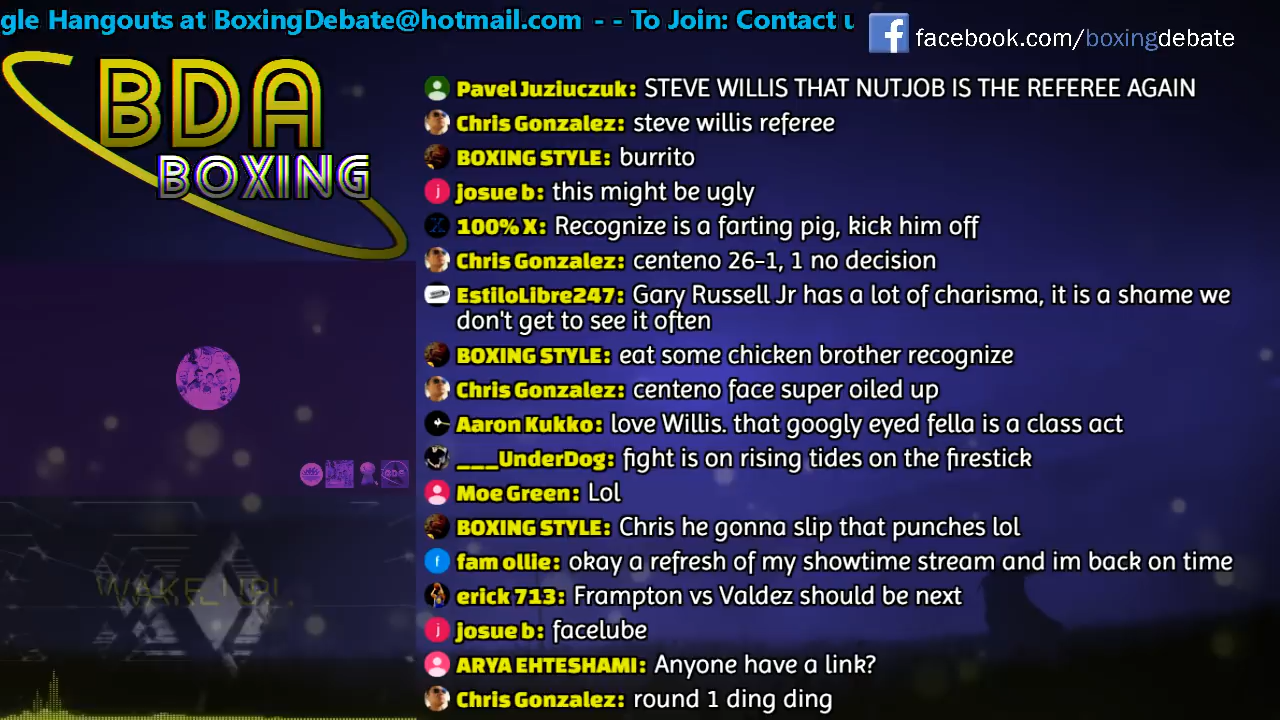 gle Hangouts at BoxingDebate@hotmail.com - - To Join: Contact u
facebook.com/boxingdebate
BDA
BOXING
Pavel Juziuczuk: STEVE WILLIS THAT NUTJOB IS THE REFEREE AGAIN
Chris Gonzalez: steve willis referee
BOXING STYLE: burrito
josue b: this might be ugly
100% X: Recognize is a farting pig, kick him off
Chris Gonzalez: centeno 26-1, 1 no decision
EstiloLibre247: Gary Russell Jr has a lot of charisma, it is a shame we
don't get to see it often
BOXING STYLE: eat some chicken brother recognize
Chris Gonzalez: centeno face super oiled up
Aaron Kukko: love Willis. that googly eyed fella is a class act
___UnderDog: fight is on rising tides on the firestick
Moe Green: Lol
BOXING STYLE: Chris he gonna slip that punches lol
fam ollie: okay a refresh of my showtime stream and im back on time
erick 713: Frampton vs Valdez should be next
josue b: facelube
ARYA EHTESHAMI: Anyone have a link?
Chris Gonzalez: round 1 ding ding
WAKE UP!